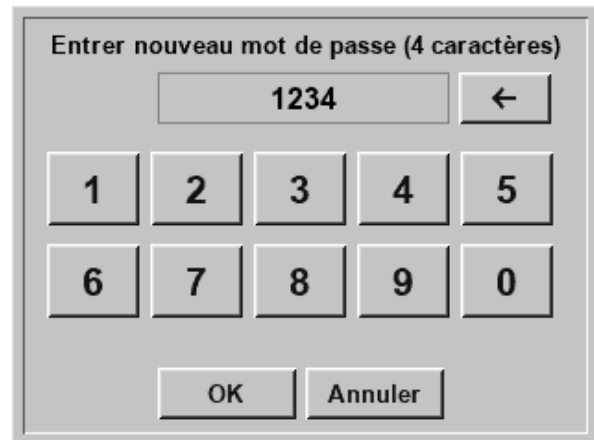 Entrer nouveau mot de passe (4 caractères)
1234 ←
1 2 3 4 5
6 7 8 9 0
OK Annuler